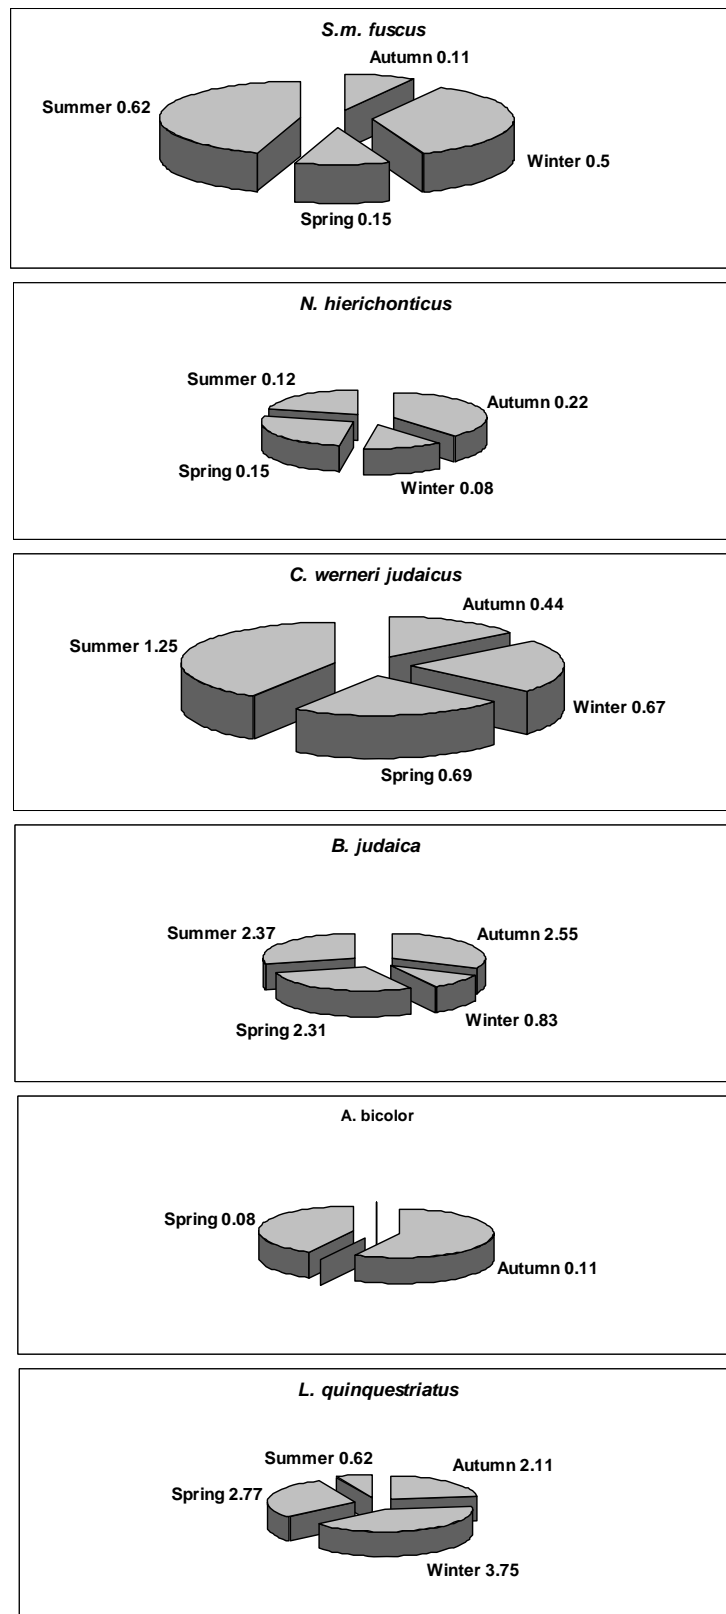 S.m. fuscus
Autumn 0.11
Summer 0.62
Winter 0.5
Spring 0.15
N. hierichonticus
Summer 0.12
Autumn 0.22
Spring 0.15
Winter 0.08
C. werneri judaicus
Autumn 0.44
Summer 1.25
Winter 0.67
Spring 0.69
B. judaica
Summer 2.37
Autumn 2.55
Winter 0.83
Spring 2.31
A. bicolor
Spring 0.08
Autumn 0.11
L. quinquestriatus
Summer 0.62
Autumn 2.11
Spring 2.77
Winter 3.75